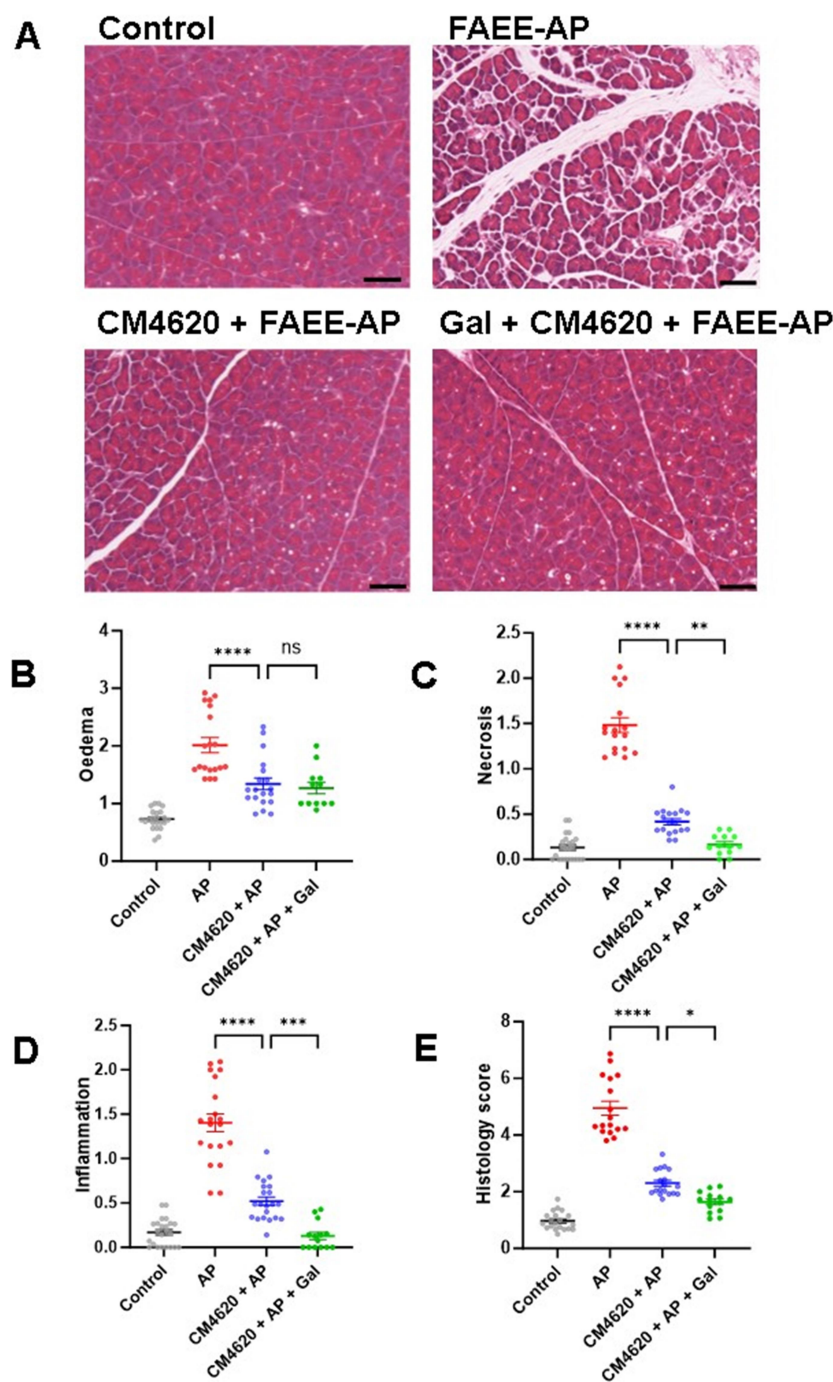 A
Control
FAEE-AP
CM4620 + FAEE-AP
Gal + CM4620 + FAEE-AP
B
Oedema
4
3
2
1
0
****
ns
Control
AP
CM4620 + AP
CM4620 + AP + Gal
C
Necrosis
2.5
2.0
1.5
1.0
0.5
0.0
****
**
Control
AP
CM4620 + AP
CM4620 + AP + Gal
D
Inflammation
2.5
2.0
1.5
1.0
0.5
0.0
****
***
Control
AP
CM4620 + AP
CM4620 + AP + Gal
E
Histology score
8
6
4
2
0
****
*
Control
AP
CM4620 + AP
CM4620 + AP + Gal